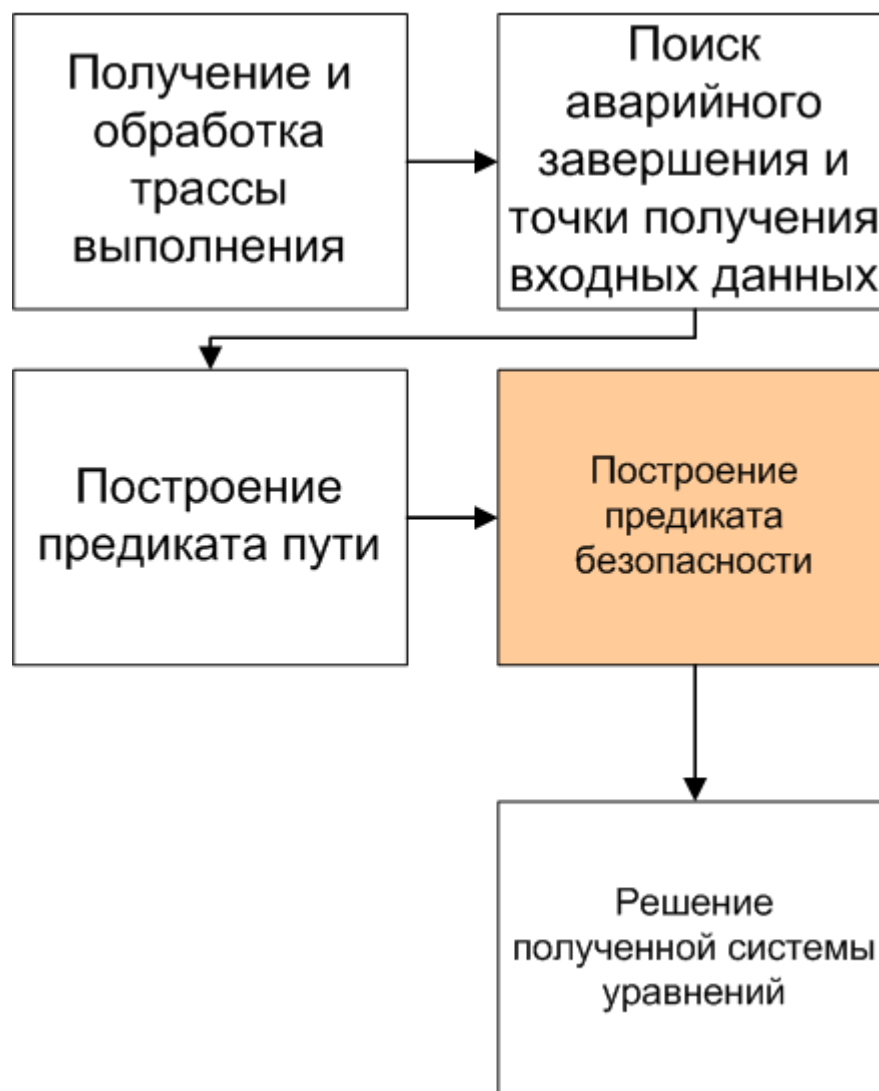 Получение и
обработка
трассы
выполнения
Поиск
аварийного
завершения и
точки получения
входных данных
Построение
предиката пути
Построение
предиката
безопасности
Решение
полученной системы
уравнений